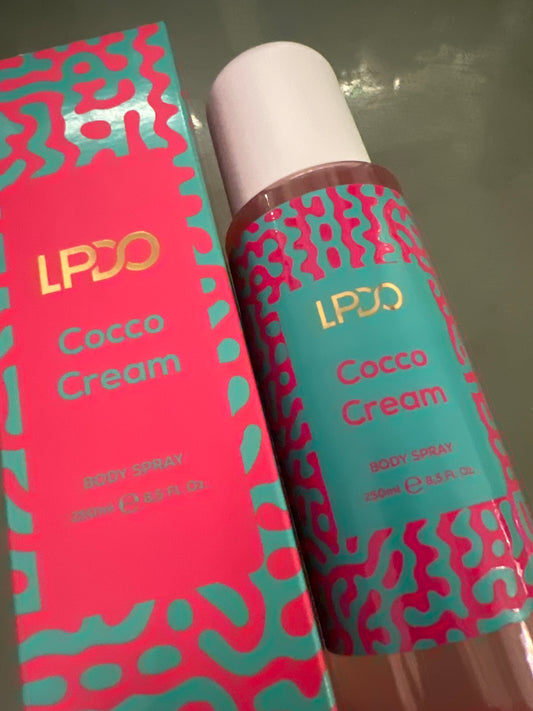 LPDO
Cocco
Cream
BODY SPRAY
250ml ℮ 8.5 FL. Oz.
LPDO
Cocco
Cream
BODY SPRAY
250ml ℮ 8.5 FL. Oz.